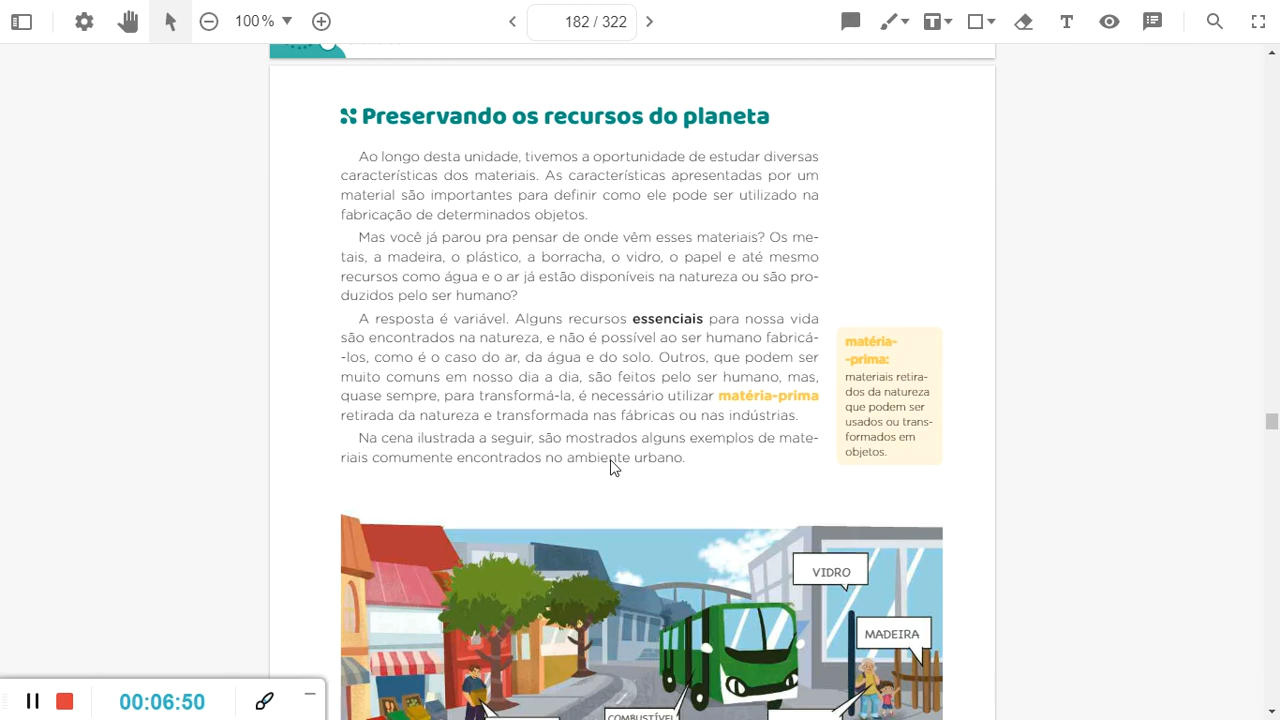 100%
182 / 322
Preservando os recursos do planeta
Ao longo desta unidade, tivemos a oportunidade de estudar diversas
características dos materiais. As características apresentadas por um
material são importantes para definir como ele pode ser utilizado na
fabricação de determinados objetos.
Mas você já parou pra pensar de onde vêm esses materiais? Os me-
tais, a madeira, o plástico, a borracha, o vidro, o papel e até mesmo
recursos como água e o ar já estão disponíveis na natureza ou são pro-
duzidos pelo ser humano?
A resposta é variável. Alguns recursos essenciais para nossa vida
são encontrados na natureza, e não é possível ao ser humano fabricá-
-los, como é o caso do ar, da água e do solo. Outros, que podem ser
muito comuns em nosso dia a dia, são feitos pelo ser humano, mas,
quase sempre, para transformá-la, é necessário utilizar matéria-prima
retirada da natureza e transformada nas fábricas ou nas indústrias.
Na cena ilustrada a seguir, são mostrados alguns exemplos de mate-
riais comumente encontrados no ambiente urbano.
matéria-
-prima:
materiais retira-
dos da natureza
que podem ser
usados ou trans-
formados em
objetos.
VIDRO
MADEIRA
COMBUSTÍVEL
00:06:50